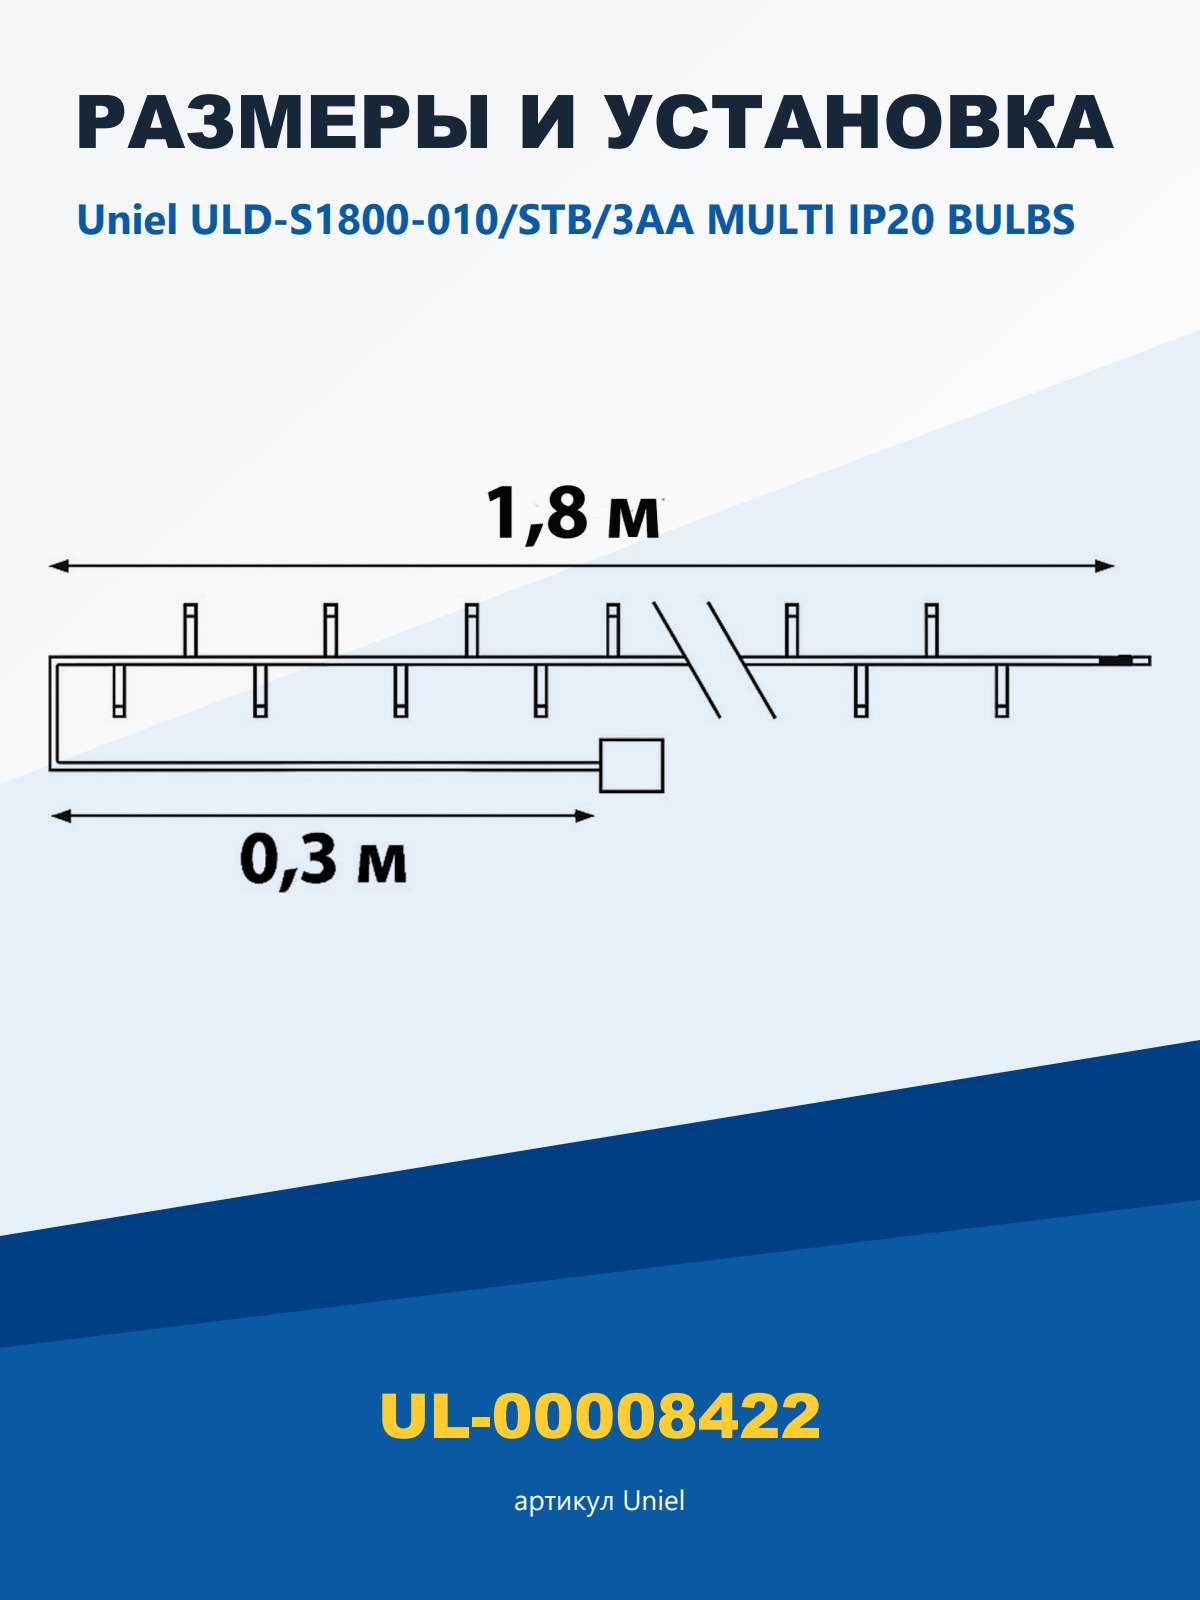 РАЗМЕРЫ И УСТАНОВКА
Uniel ULD-S1800-010/STB/3AA MULTI IP20 BULBS
1,8 м
0,3 м
UL-00008422
артикул Uniel